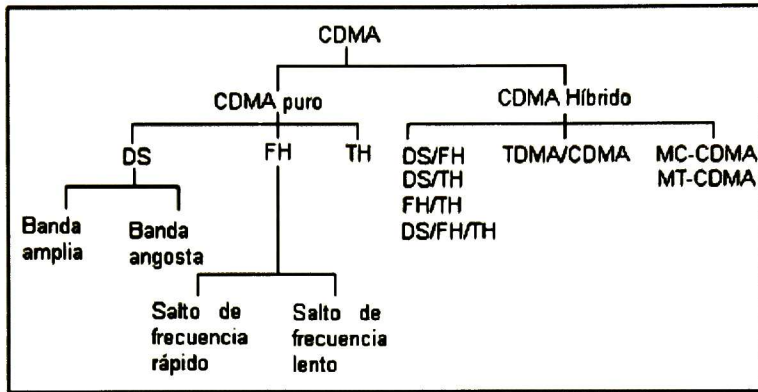 CDMA
CDMA puro CDMA Híbrido
DS FH TH DS/FH TDMA/CDMA MC-CDMA
DS/TH MT-CDMA
FH/TH
DS/FH/TH
Banda amplia
Banda angosta
Salto de frecuencia rápido
Salto de frecuencia lento